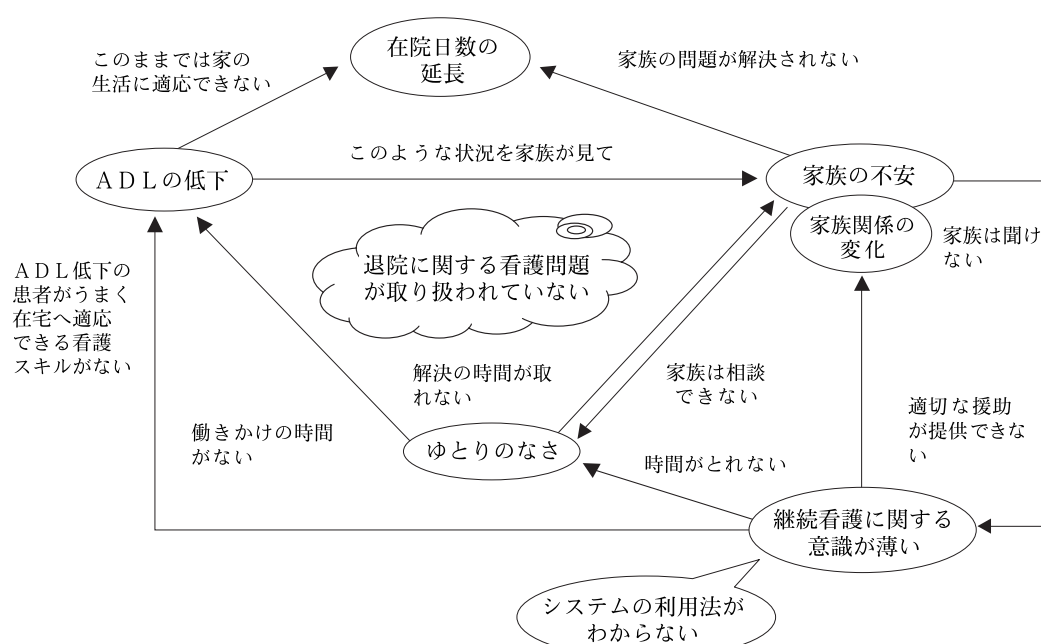 在院日数の
延長
このままでは家の
生活に適応できない
家族の問題が解決されない
このような状況を家族が見て
ＡＤＬの低下
家族の不安
家族関係の
変化
家族は聞け
ない
退院に関する看護問題
が取り扱われていない
ＡＤＬ低下の
患者がうまく
在宅へ適応
できる看護
スキルがない
解決の時間が取
れない
家族は相談
できない
適切な援助
が提供できな
い
働きかけの時間
がない
ゆとりのなさ
時間がとれない
継続看護に関する
意識が薄い
システムの利用法が
わからない